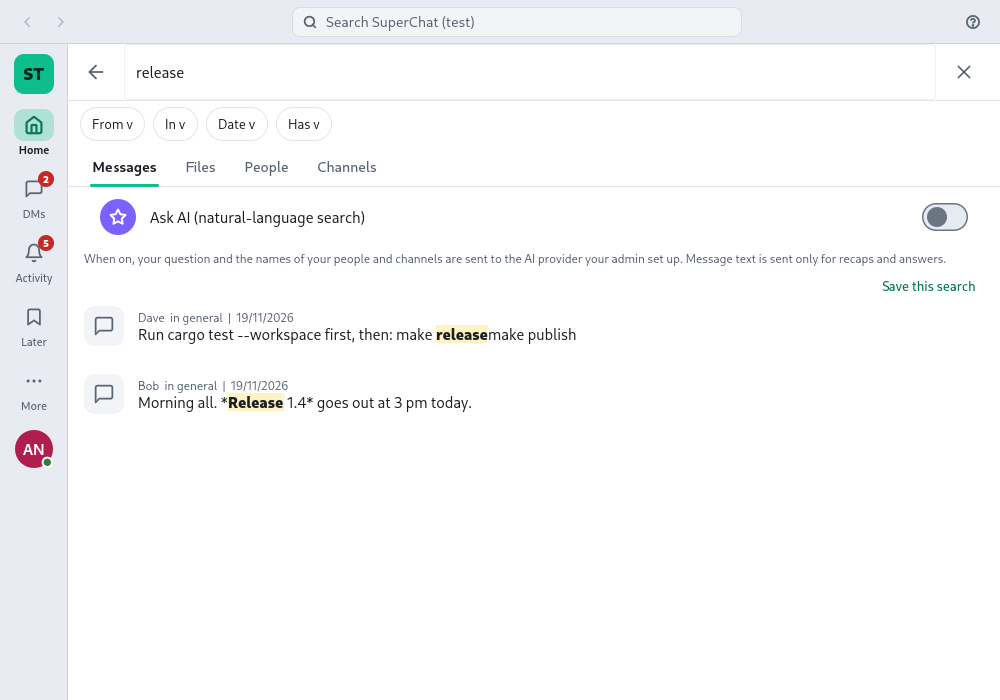 Search SuperChat (test)
ST
release
From v
In v
Date v
Has v
Home
Messages
Files
People
Channels
2
DMs
Ask AI (natural-language search)
5
Activity
When on, your question and the names of your people and channels are sent to the AI provider your admin set up. Message text is sent only for recaps and answers.
Save this search
Later
Dave in general | 19/11/2026
Run cargo test --workspace first, then: make releasemake publish
More
Bob in general | 19/11/2026
Morning all. *Release 1.4* goes out at 3 pm today.
AN